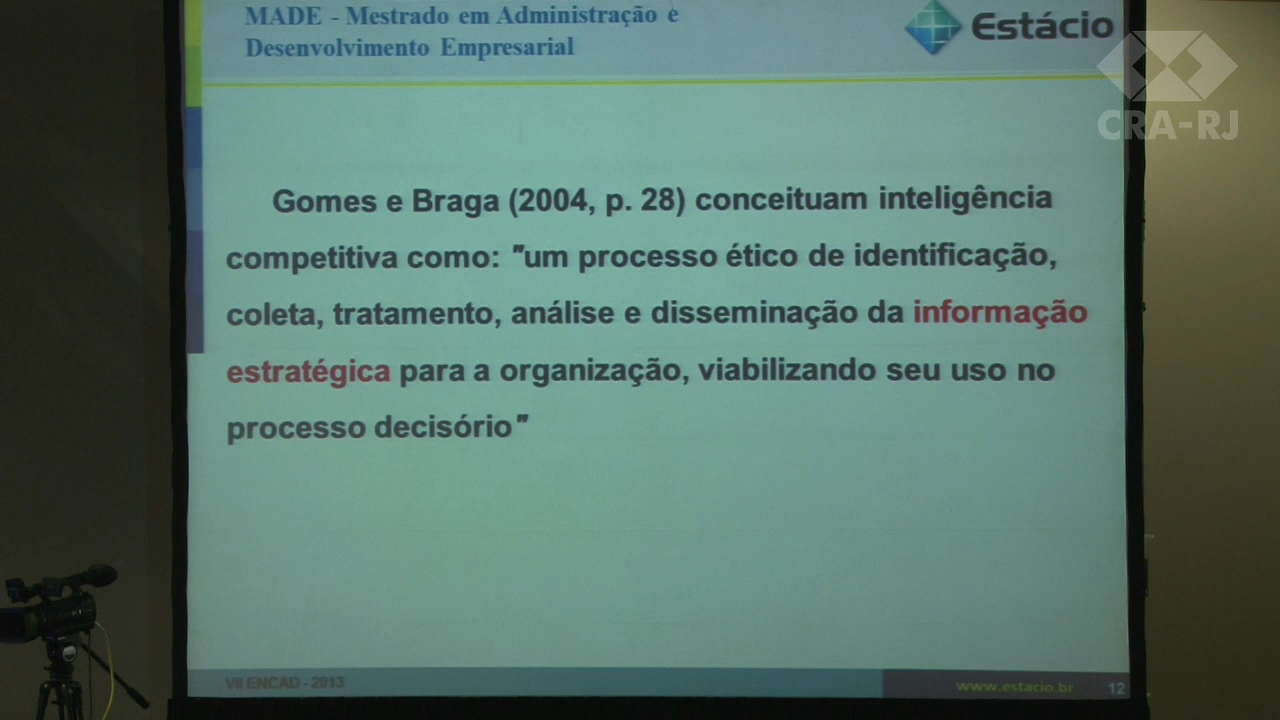 MADE - Mestrado em Administração e
Desenvolvimento Empresarial
Estácio
CRA-RJ
Gomes e Braga (2004, p. 28) conceituam inteligência
competitiva como: "um processo ético de identificação,
coleta, tratamento, análise e disseminação da informação
estratégica para a organização, viabilizando seu uso no
processo decisório"
VII ENCAD - 2013
www.estacio.br
12